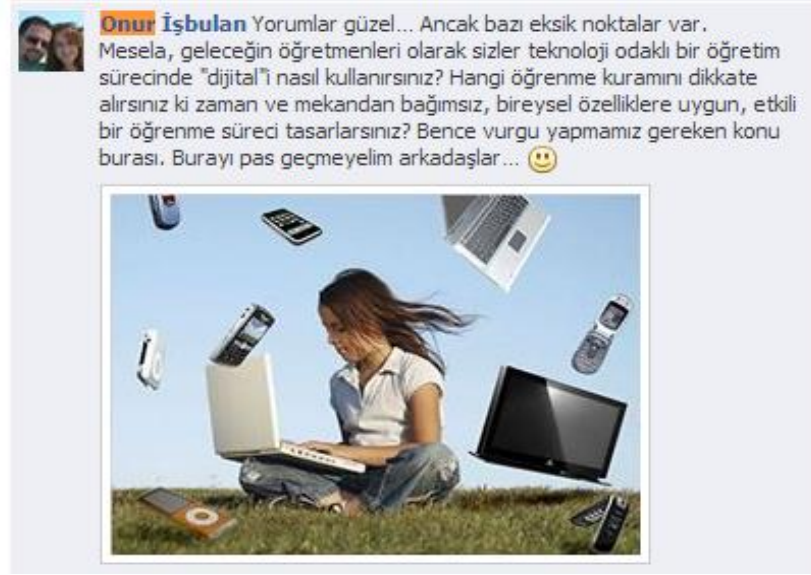 Onur İşbulan Yorumlar güzel... Ancak bazı eksik noktalar var.
Mesela, geleceğin öğretmenleri olarak sizler teknoloji odaklı bir öğretim
sürecinde "dijital"i nasıl kullanırsınız? Hangi öğrenme kuramını dikkate
alırsınız ki zaman ve mekandan bağımsız, bireysel özelliklere uygun, etkili
bir öğrenme süreci tasarlarsınız? Bence vurgu yapmamız gereken konu
burası. Burayı pas geçmeyelim arkadaşlar...